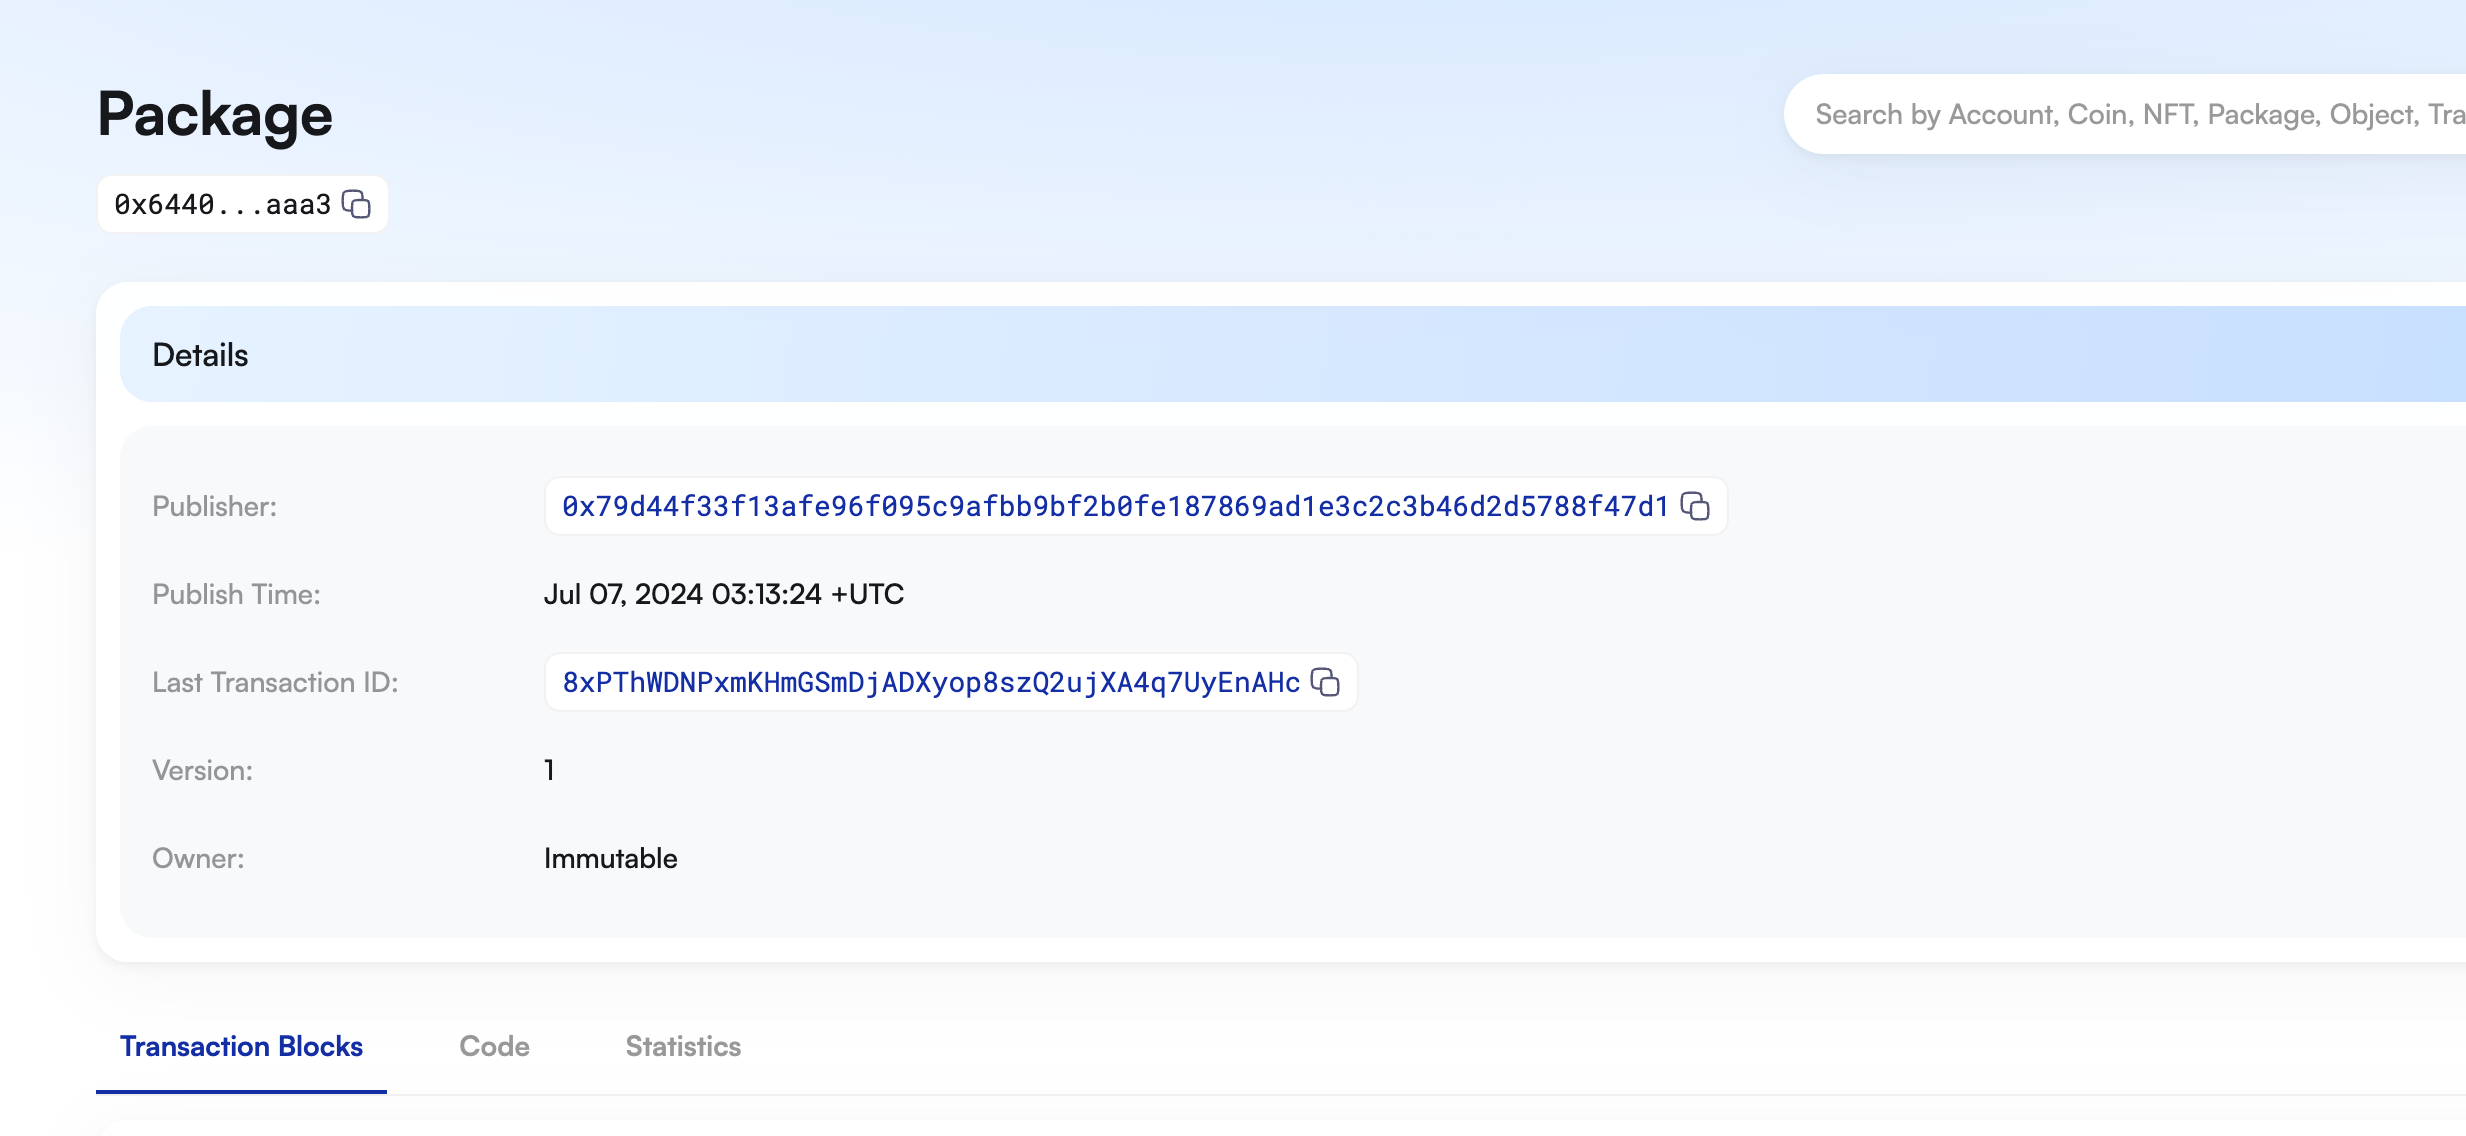 Package
Search by Account, Coin, NFT, Package, Object, Tra
0x6440...aaa3
Details
Publisher:
0x79d44f33f13afe96f095c9afbb9bf2b0fe187869ad1e3c2c3b46d2d5788f47d1
Publish Time:
Jul 07, 2024 03:13:24 +UTC
Last Transaction ID:
8xPThWDNPxmKHmGSmDjADXyop8szQ2ujXA4q7UyEnAHc
Version:
1
Owner:
Immutable
Transaction Blocks
Code
Statistics